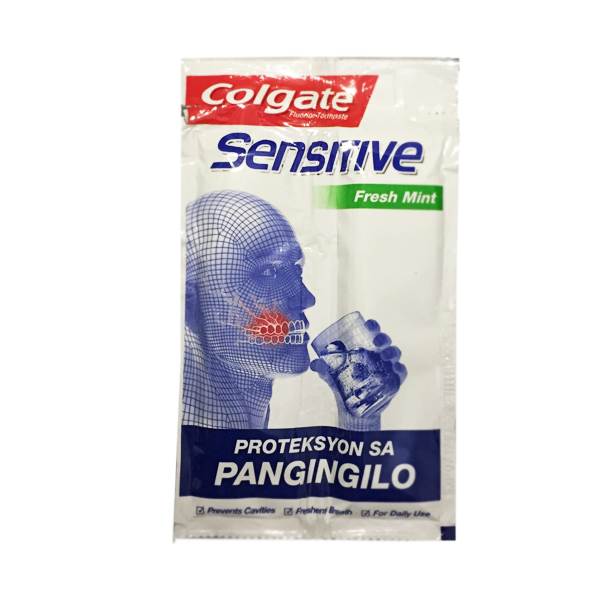 Colgate
Fluoride Toothpaste
Sensitive
Fresh Mint
PROTEKSYON SA
PANGINGILO
Prevents Cavities Freshens Breath For Daily Use